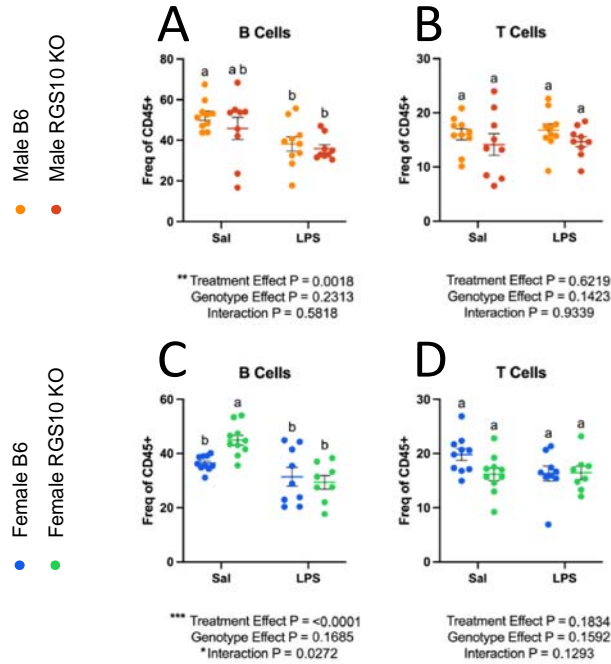 A
B Cells
80
60
40
20
0
Freq of CD45+
a
a b
b
b
Sal
LPS
** Treatment Effect P = 0.0018
Genotype Effect P = 0.2313
Interaction P = 0.5818
B
T Cells
30
20
10
0
Freq of CD45+
a
a
a
a
Sal
LPS
Treatment Effect P = 0.6219
Genotype Effect P = 0.1423
Interaction P = 0.9339
Male B6
Male RGS10 KO
C
B Cells
60
40
20
0
Freq of CD45+
b
a
b
b
Sal
LPS
*** Treatment Effect P = <0.0001
Genotype Effect P = 0.1685
* Interaction P = 0.0272
D
T Cells
30
20
10
0
Freq of CD45+
a
a
a
a
Sal
LPS
Treatment Effect P = 0.1834
Genotype Effect P = 0.1592
Interaction P = 0.1293
Female B6
Female RGS10 KO